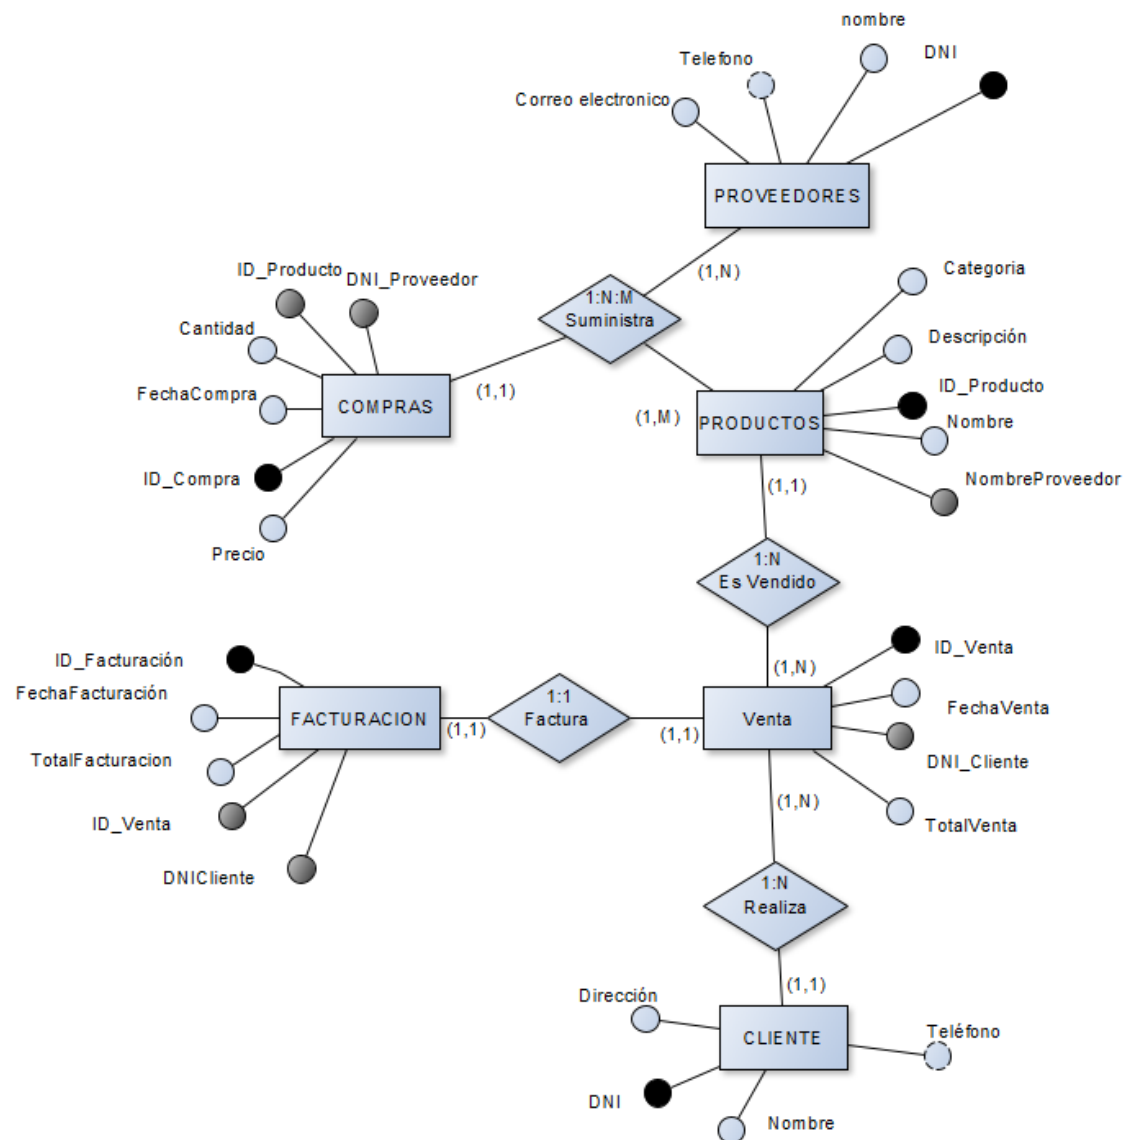 nombre
DNI
Telefono
Correo electronico
PROVEEDORES
(1,N)
ID_Producto
DNI_Proveedor
Cantidad
FechaCompra
COMPRAS
(1,1)
ID_Compra
Precio
1:N:M
Suministra
Categoria
Descripción
ID_Producto
(1,M)
PRODUCTOS
Nombre
NombreProveedor
(1,1)
1:N
Es Vendido
(1,N)
ID_Facturación
FechaFacturación
FACTURACION
(1,1)
TotalFacturacion
ID_Venta
DNICliente
1:1
Factura
(1,1)
Venta
ID_Venta
FechaVenta
DNI_Cliente
TotalVenta
(1,N)
1:N
Realiza
(1,1)
Dirección
CLIENTE
Teléfono
DNI
Nombre